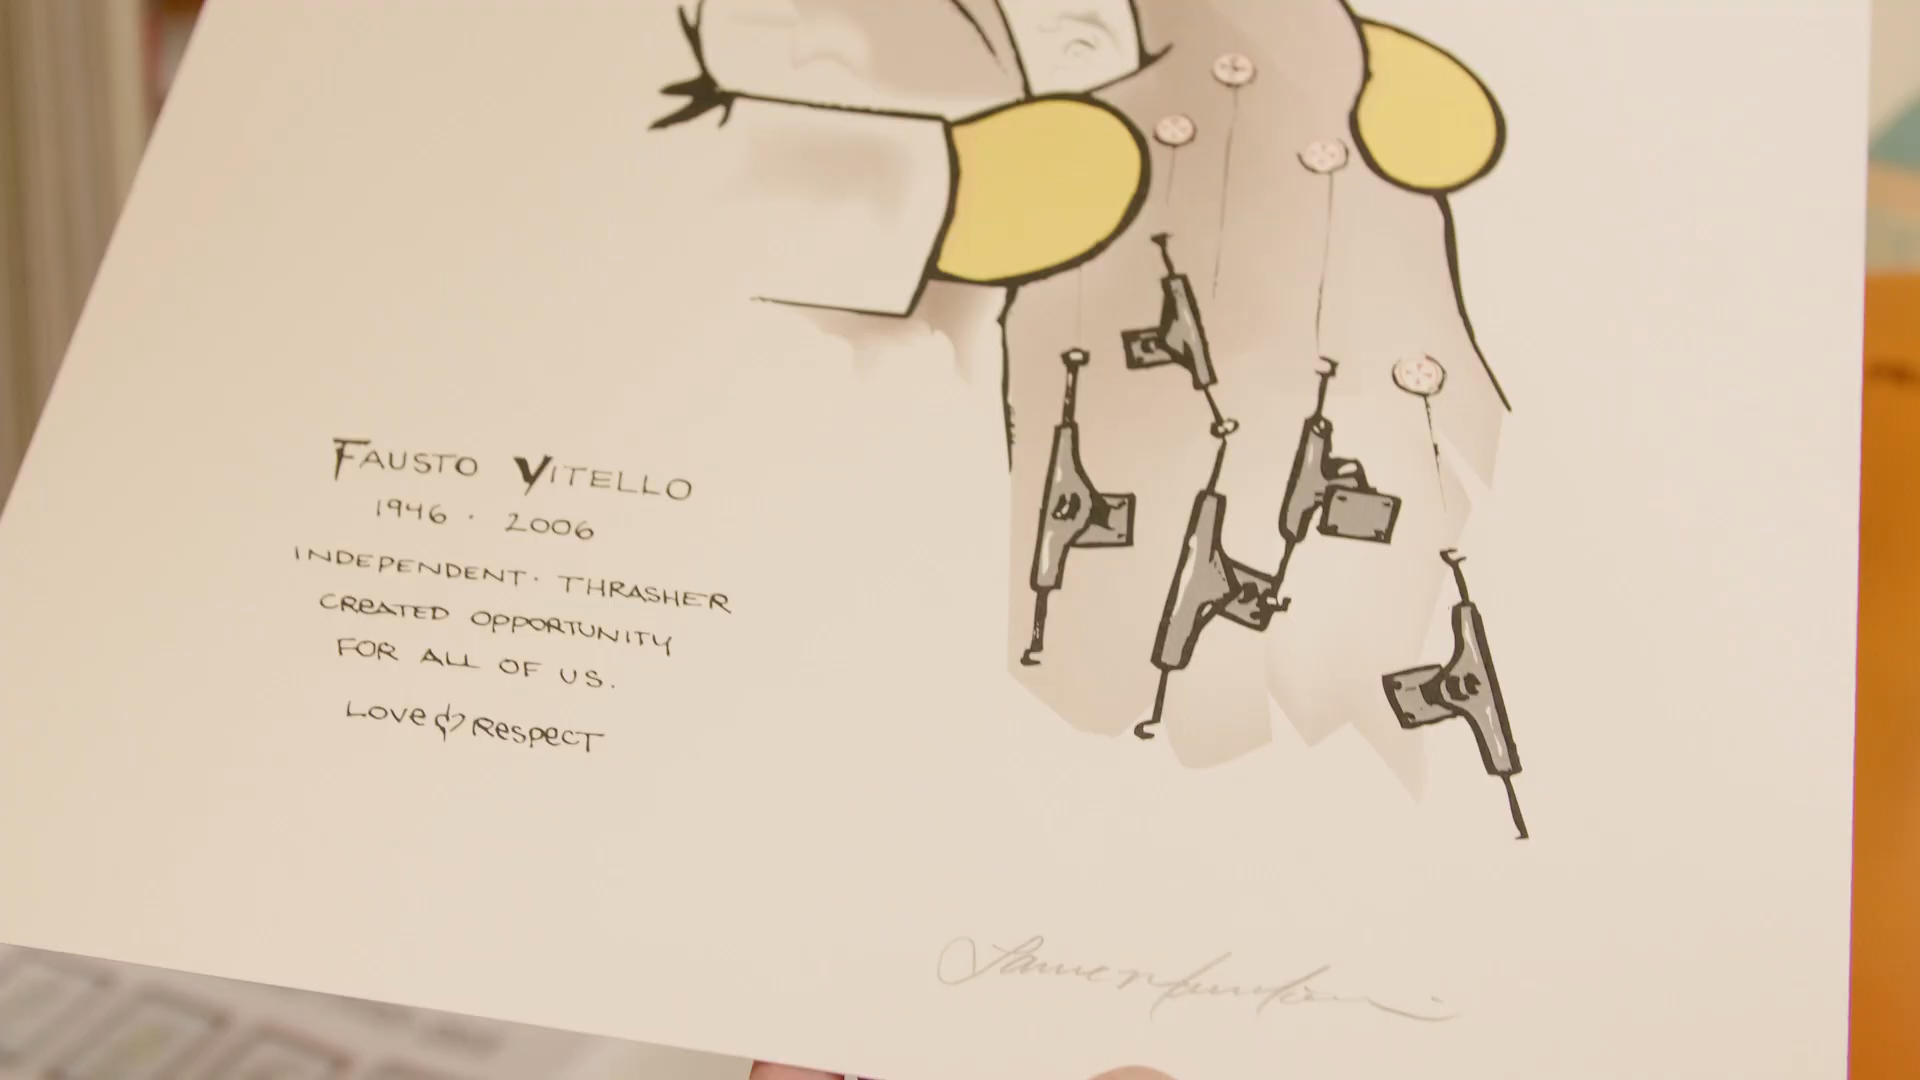 FAUSTO VITELLO
1946 · 2006
INDEPENDENT · THRASHER
CREATED OPPORTUNITY
FOR ALL OF US.
LOVE & RESPECT